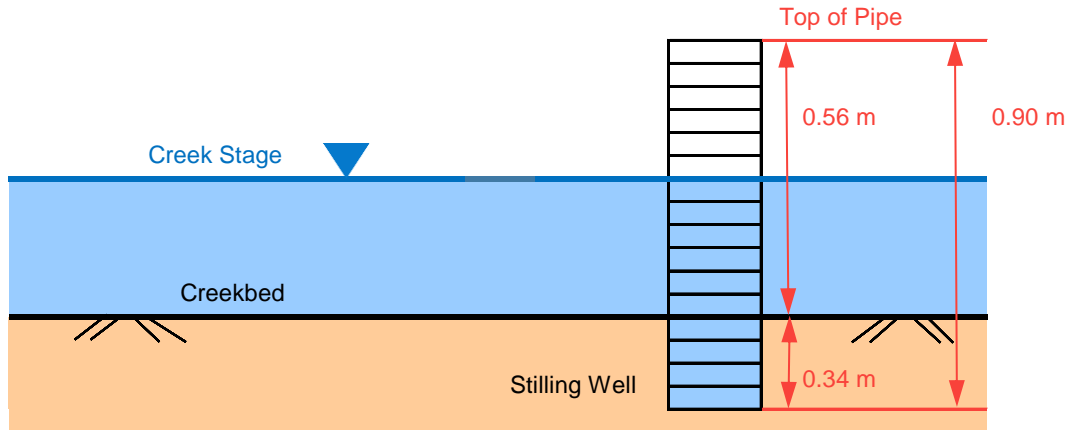 Top of Pipe
0.56 m
0.90 m
Creek Stage
Creekbed
0.34 m
Stilling Well